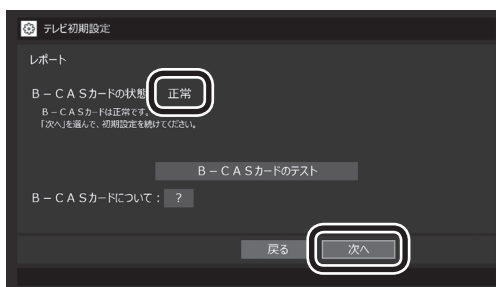 テレビ初期設定
レポート
B－CASカードの状態 正常
B－CASカードは正常です。
「次へ」を選んで、初期設定を続けてください。
B－CASカードのテスト
B－CASカードについて： ?
戻る 次へ